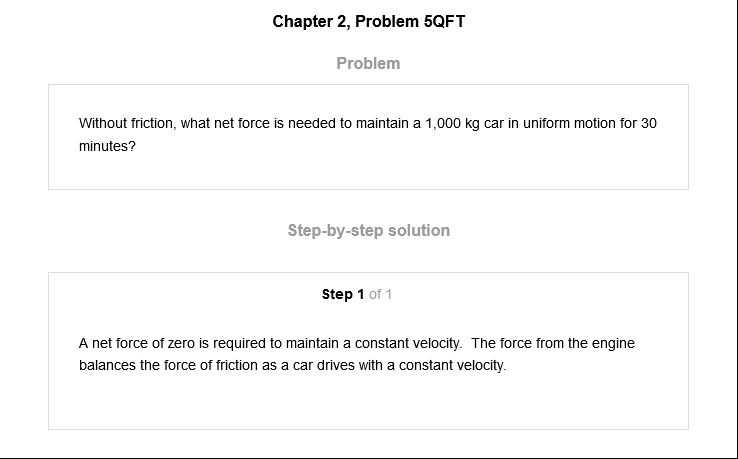 Chapter 2, Problem 5QFT
Problem
Without friction, what net force is needed to maintain a 1,000 kg car in uniform motion for 30
minutes?
Step-by-step solution
Step 1 of 1
A net force of zero is required to maintain a constant velocity.  The force from the engine
balances the force of friction as a car drives with a constant velocity.